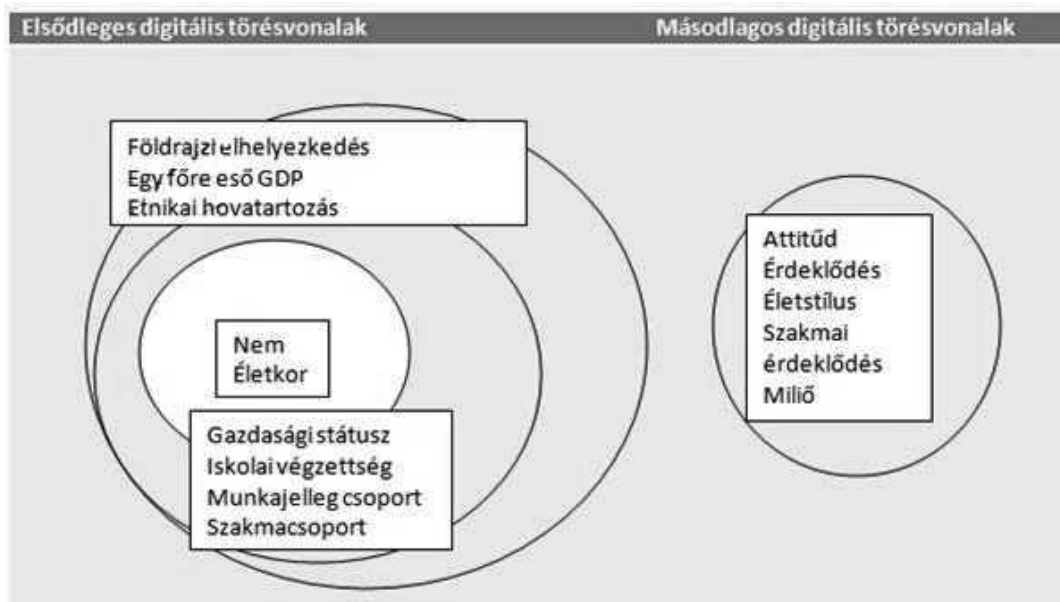 Elsődleges digitális törésvonalak
Másodlagos digitális törésvonalak
Földrajzi elhelyezkedés
Egy főre eső GDP
Etnikai hovatartozás
Nem
Életkor
Gazdasági státusz
Iskolai végzettség
Munkajelleg csoport
Szakmacsoport
Attitűd
Érdeklődés
Életstílus
Szakmai
érdeklődés
Miliő